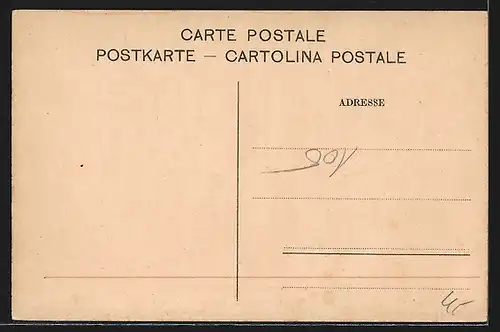 CARTE POSTALE
POSTKARTE — CARTOLINA POSTALE
ADRESSE